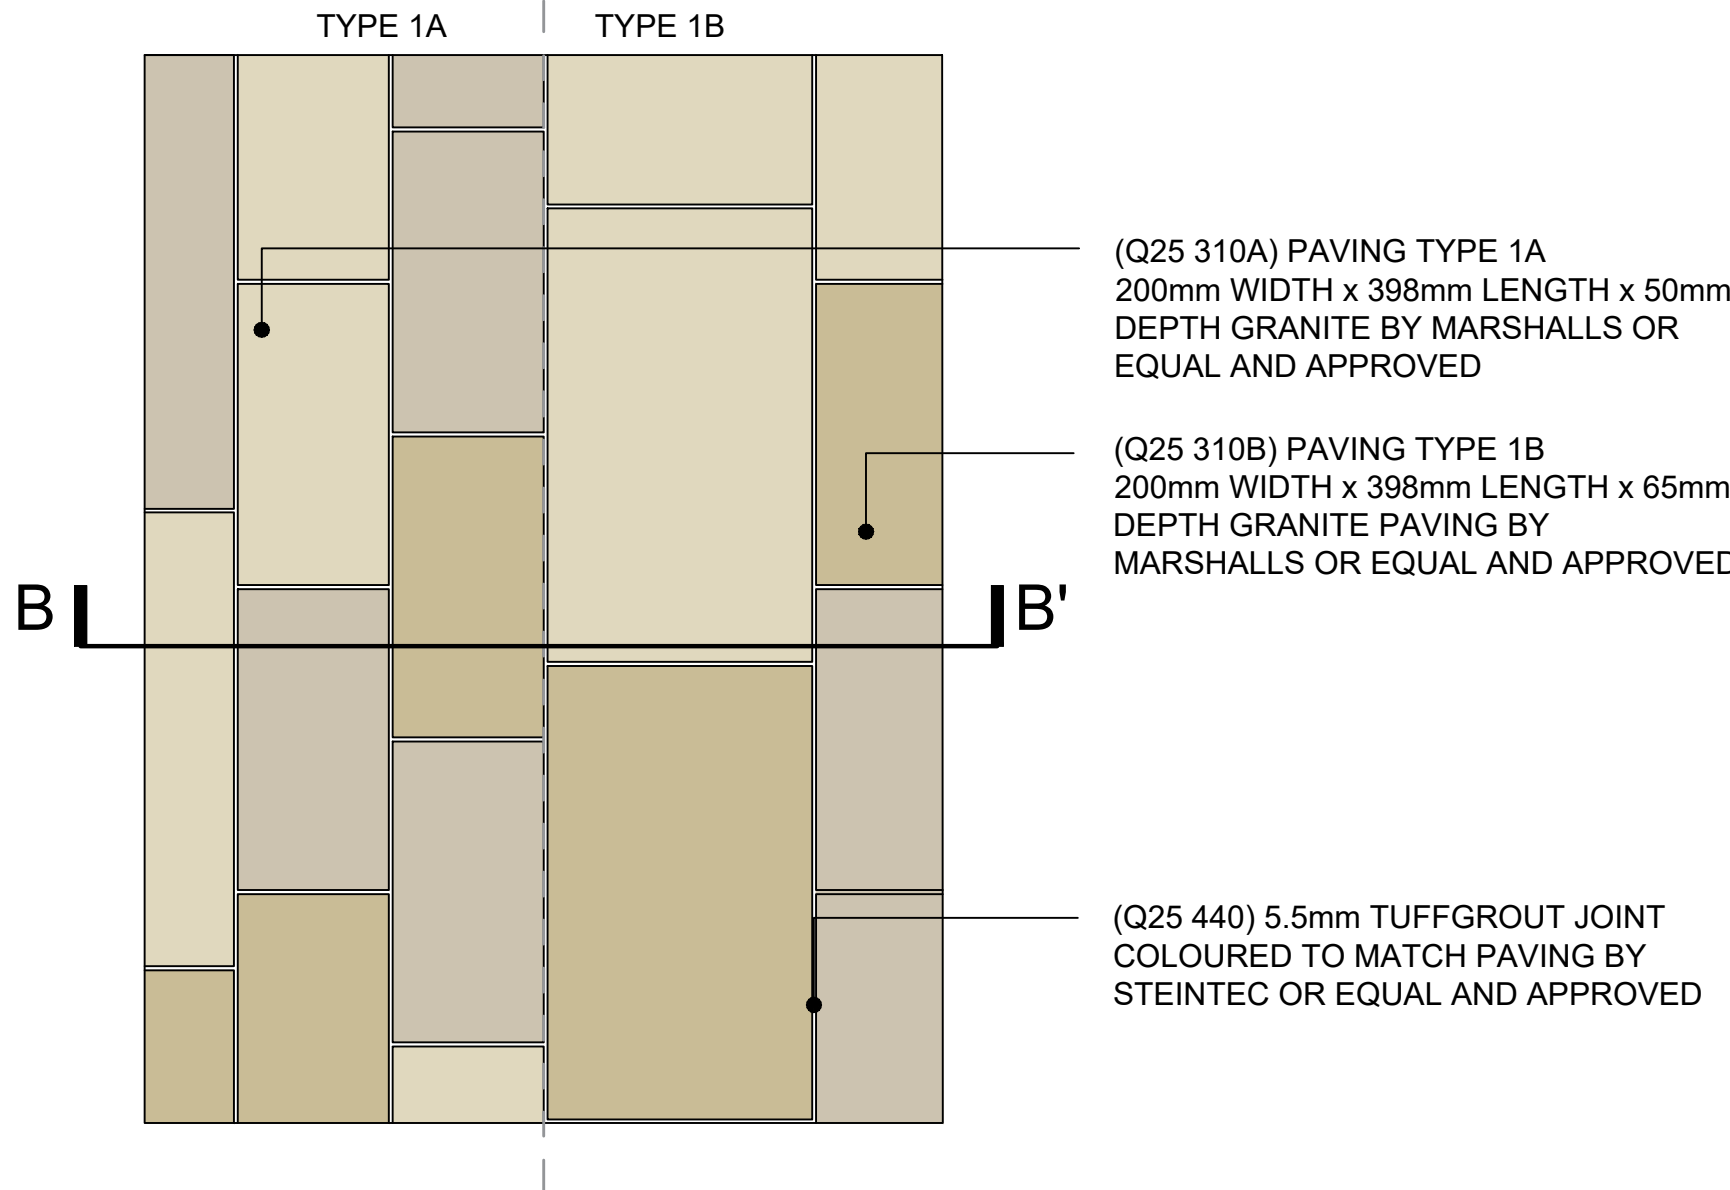 TYPE 1A
TYPE 1B
(Q25 310A) PAVING TYPE 1A
200mm WIDTH x 398mm LENGTH x 50mm
DEPTH GRANITE BY MARSHALLS OR
EQUAL AND APPROVED
(Q25 310B) PAVING TYPE 1B
200mm WIDTH x 398mm LENGTH x 65mm
DEPTH GRANITE PAVING BY
MARSHALLS OR EQUAL AND APPROVED
B
B'
(Q25 440) 5.5mm TUFFGROUT JOINT
COLOURED TO MATCH PAVING BY
STEINTEC OR EQUAL AND APPROVED